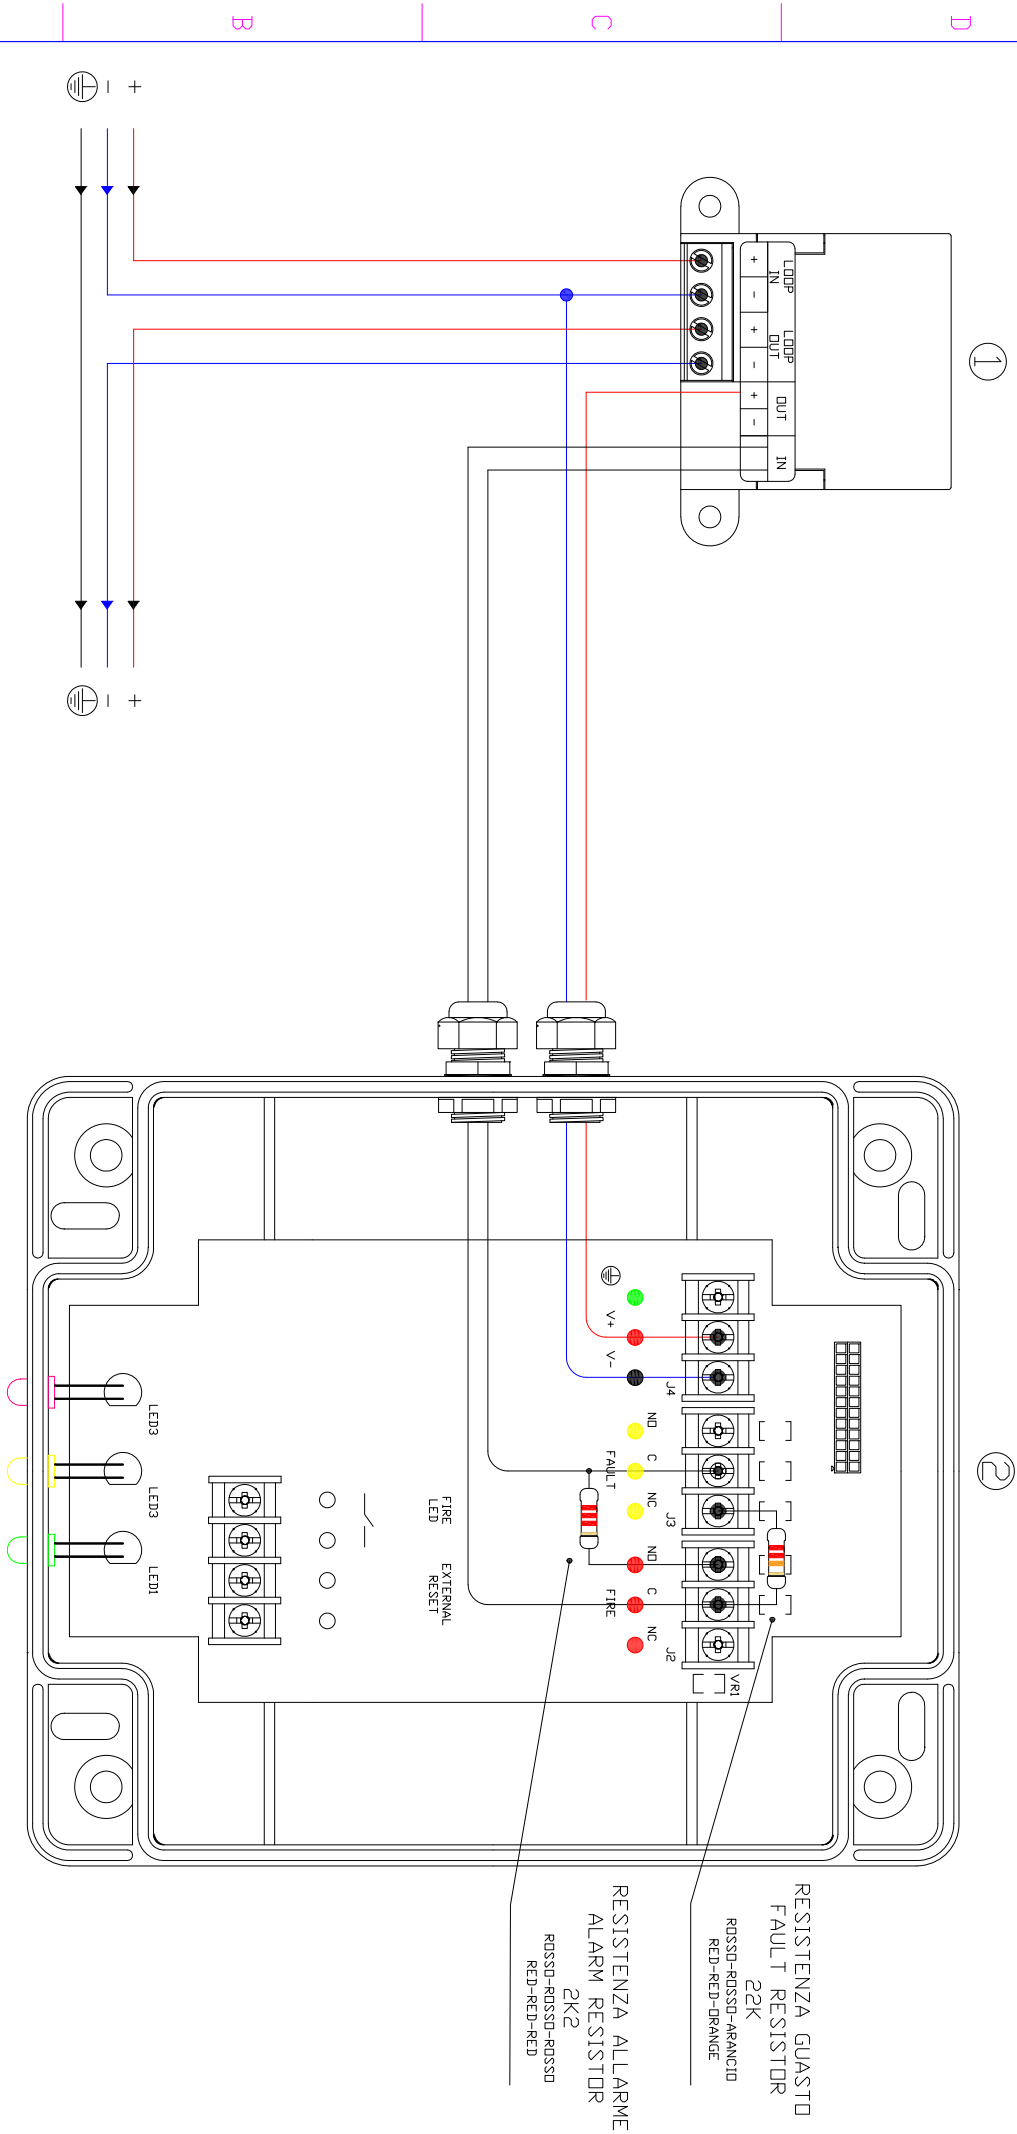 B
C
D
+
-
1
LOOP
IN
LOOP
OUT
OUT
IN
+
-
+
-
+
-
+
-
2
V+
V-
J4
NO
C
NC
FAULT
J3
NO
C
NC
FIRE
J2
VR1
LED3
LED3
LED1
FIRE
LED
EXTERNAL
RESET
RESISTENZA GUASTO
FAULT RESISTOR
22K
ROSSO-ROSSO-ARANCIO
RED-RED-ORANGE
RESISTENZA ALLARME
ALARM RESISTOR
2K2
ROSSO-ROSSO-ROSSO
RED-RED-RED